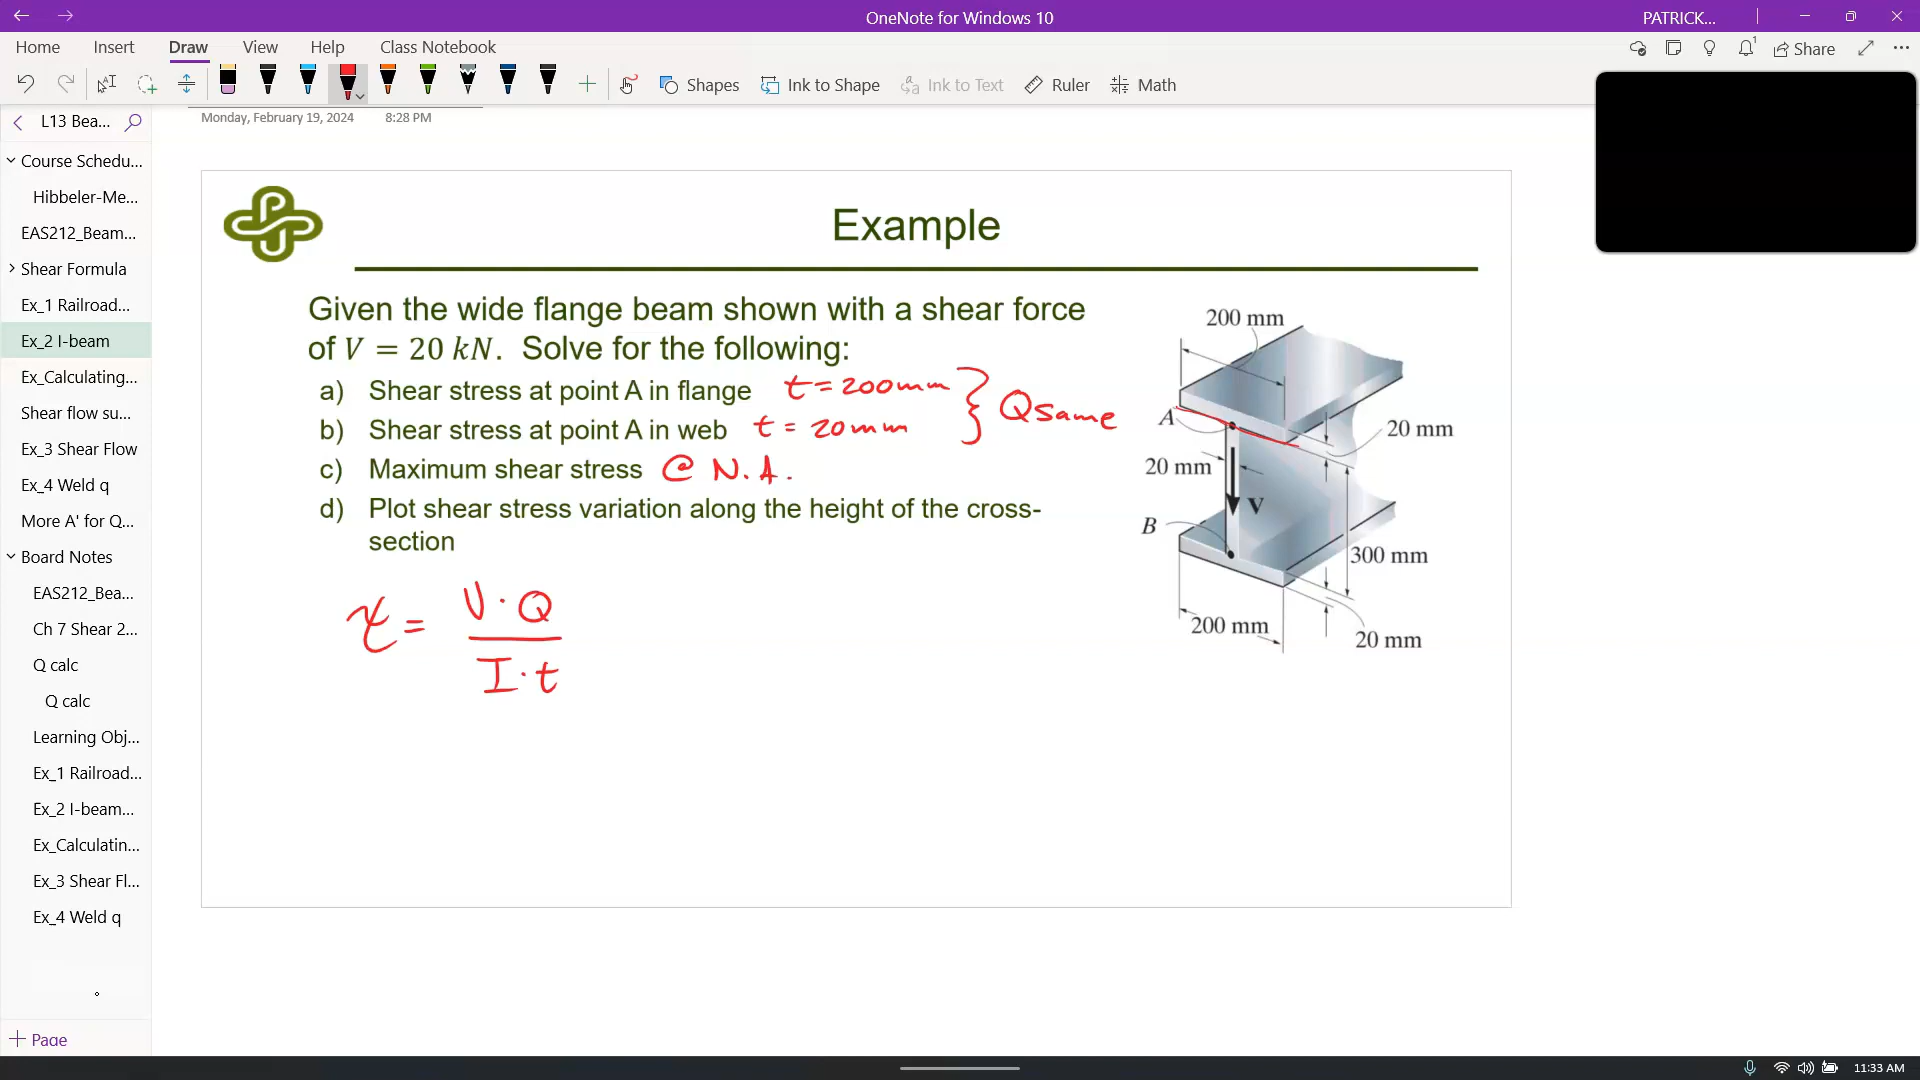 OneNote for Windows 10
PATRICK...
Home
Insert
Draw
View
Help
Class Notebook
1
Share
Shapes
Ink to Shape
Ink to Text
Ruler
Math
L13 Bea...
Course Schedu...
Hibbeler-Me...
EAS212_Beam...
Shear Formula
Ex_1 Railroad...
Ex_2 I-beam
Ex_Calculating...
Shear flow su...
Ex_3 Shear Flow
Ex_4 Weld q
More A' for Q...
Board Notes
EAS212_Bea...
Ch 7 Shear 2...
Q calc
Q calc
Learning Obj...
Ex_1 Railroad...
Ex_2 I-beam...
Ex_Calculatin...
Ex_3 Shear Fl...
Ex_4 Weld q
Page
Monday, February 19, 2024 8:28 PM
Example
Given the wide flange beam shown with a shear force
of V = 20 kN. Solve for the following:
a) Shear stress at point A in flange t = 200mm
b) Shear stress at point A in web t = 20mm
} Q same
c) Maximum shear stress @ N.A.
d) Plot shear stress variation along the height of the cross-
section
τ = V · Q
I · t
200 mm
A
20 mm
20 mm
V
B
300 mm
200 mm
20 mm
11:33 AM